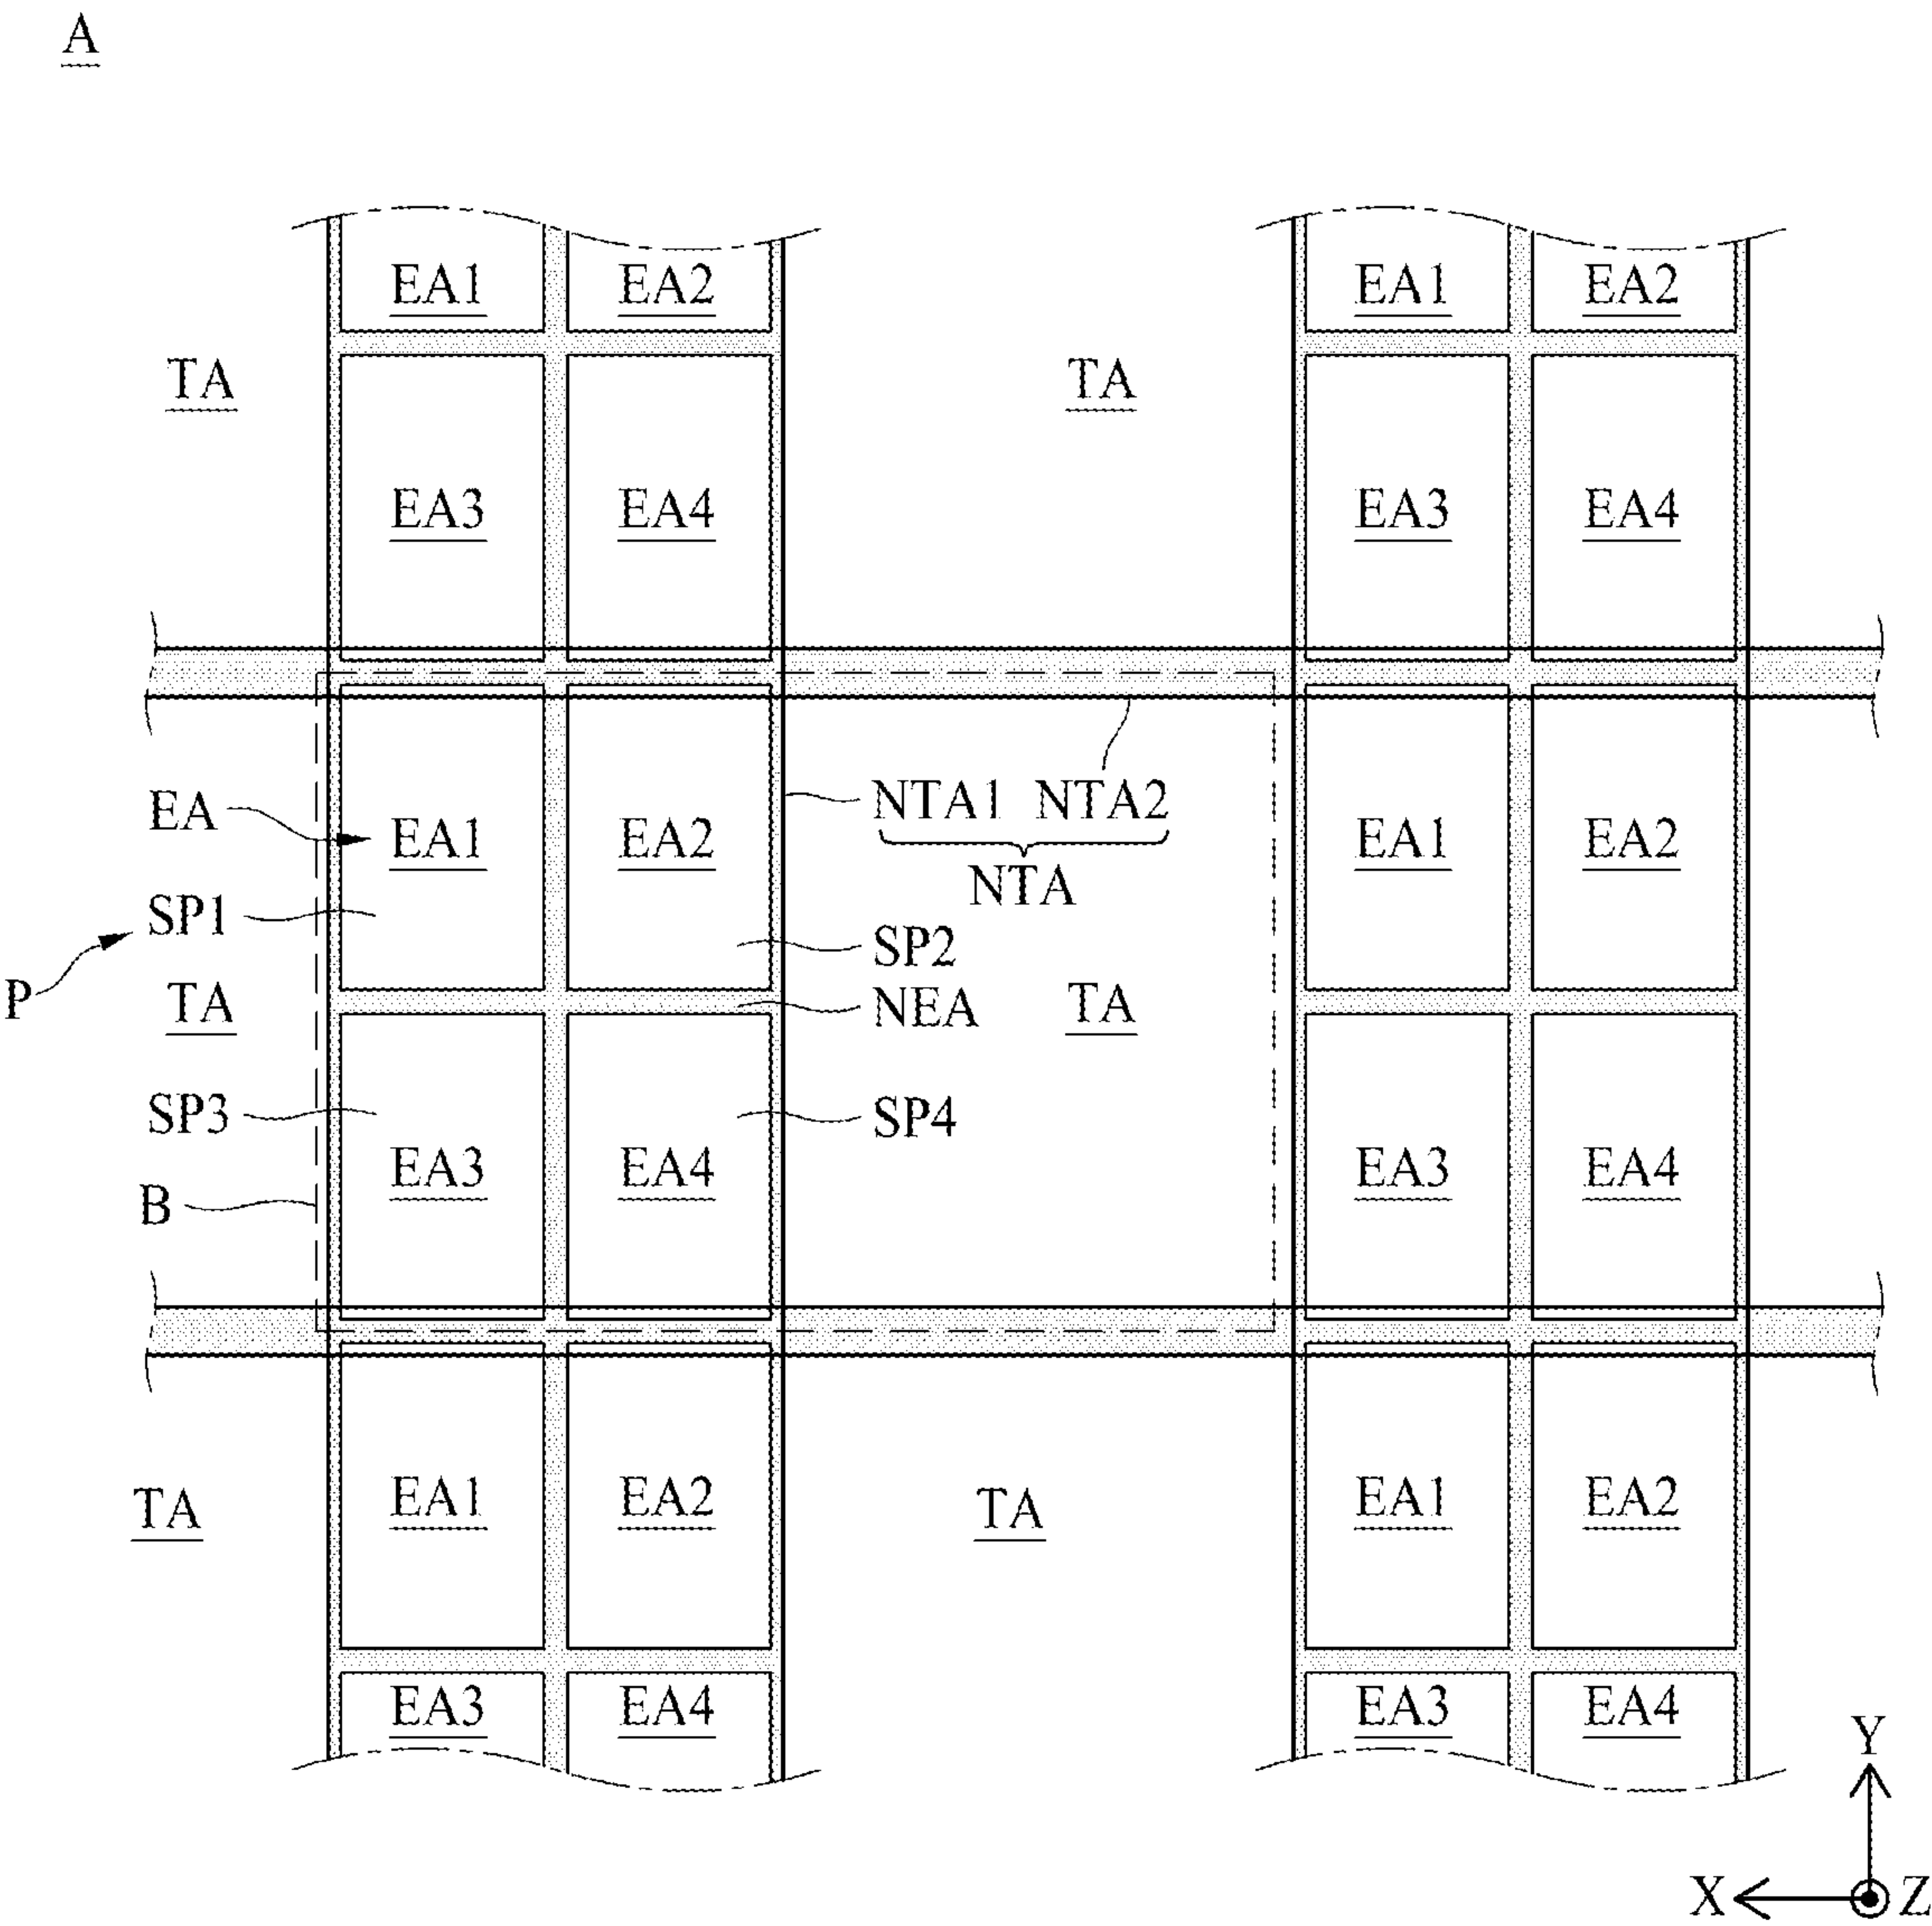 A
EA1 EA2 EA1 EA2
TA TA
EA3 EA4 EA3 EA4
EA NTA1 NTA2
EA1 EA2 EA1 EA2
NTA
SP1 SP2
P TA NEA TA
SP3 SP4
EA3 EA4 EA3 EA4
B
EA1 EA2 EA1 EA2
TA TA
EA3 EA4 EA3 EA4
Y
X Z